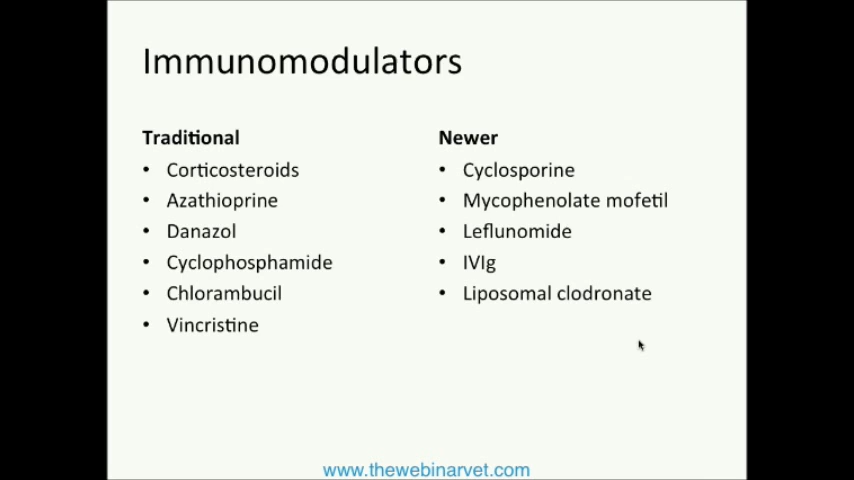 Immunomodulators
Traditional
• Corticosteroids
• Azathioprine
• Danazol
• Cyclophosphamide
• Chlorambucil
• Vincristine
Newer
• Cyclosporine
• Mycophenolate mofetil
• Leflunomide
• IVIg
• Liposomal clodronate
www.thewebinarvet.com